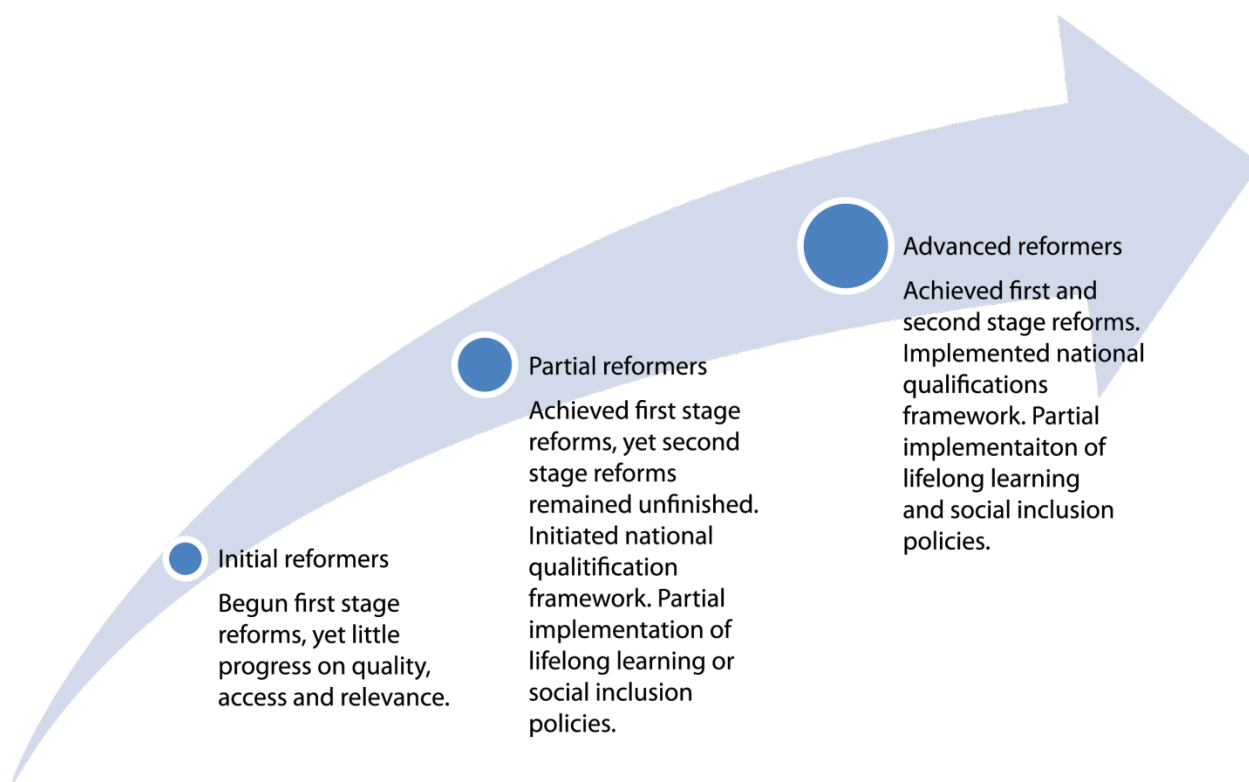 Initial reformers
Begun first stage
reforms, yet little
progress on quality,
access and relevance.
Partial reformers
Achieved first stage
reforms, yet second
stage reforms
remained unfinished.
Initiated national
qualitification
framework. Partial
implementation of
lifelong learning or
social inclusion
policies.
Advanced reformers
Achieved first and
second stage reforms.
Implemented national
qualifications
framework. Partial
implementaiton of
lifelong learning
and social inclusion
policies.